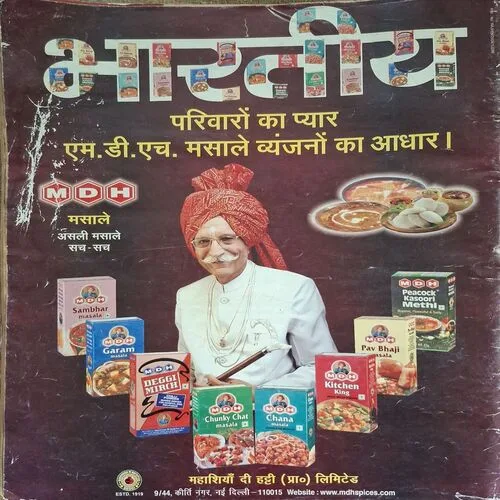 भारतीय
परिवारों का प्यार
एम.डी.एच. मसाले व्यंजनों का आधार।
MDH
मसाले
असली मसाले
सच-सच
MDH
Sambhar
masala
MDH
Garam
masala
MDH
DEGGI
MIRCH
MDH
Chunky Chat
masala
MDH
Chana
masala
MDH
Kitchen
King
MDH
Pav Bhaji
masala
MDH
Peacock
Kasoori
Methi
महाशियाँ दी हट्टी (प्रा०) लिमिटेड
ESTD. 1919
9/44, कीर्ति नगर, नई दिल्ली-110015 Website : www.mdhspices.com